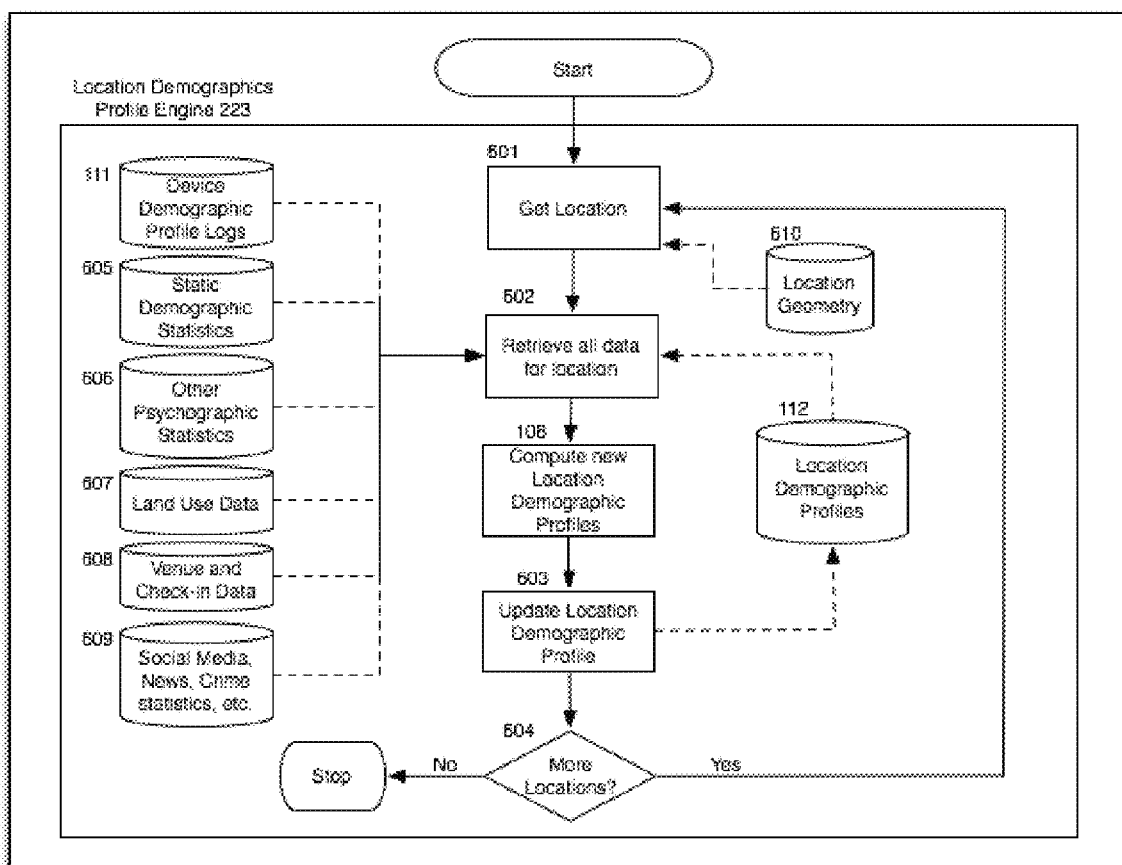 Start
Location Demographics
Profile Engine 223
601
Get Location
111
Device
Demographic
Profile Logs
610
Location
Geometry
605
Static
Demographic
Statistics
602
Retrieve all data
for location
606
Other
Psychographic
Statistics
112
Location
Demographic
Profiles
108
Compute new
Location
Demographic
Profiles
607
Land Use Data
608
Venue and
Check-in Data
603
Update Location
Demographic
Profile
609
Social Media,
News, Crime
statistics, etc.
604
More
Locations?
No
Yes
Stop